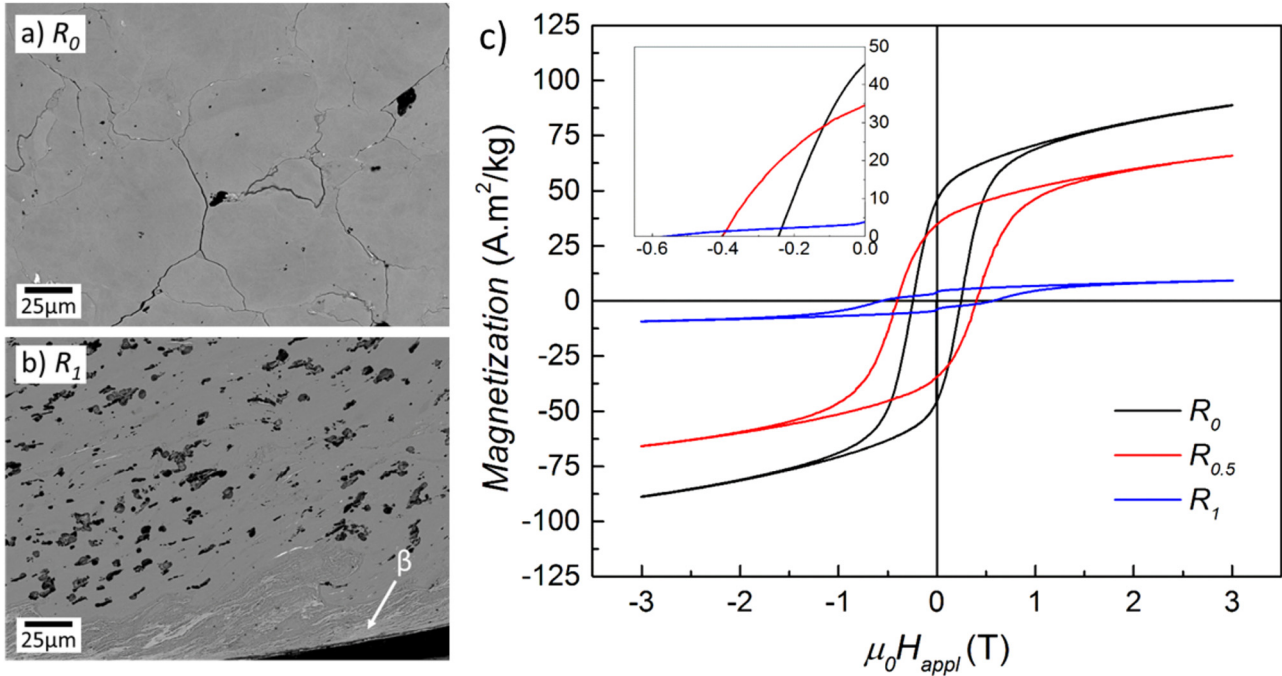 a) R0
25µm
b) R1
β
25µm
c)
Magnetization (A.m²/kg)
125
100
75
50
25
0
-25
-50
-75
-100
-125
50
40
30
20
10
0
-0.6 -0.4 -0.2 0.0
R0
R0.5
R1
-3 -2 -1 0 1 2 3
μ0Happl (T)